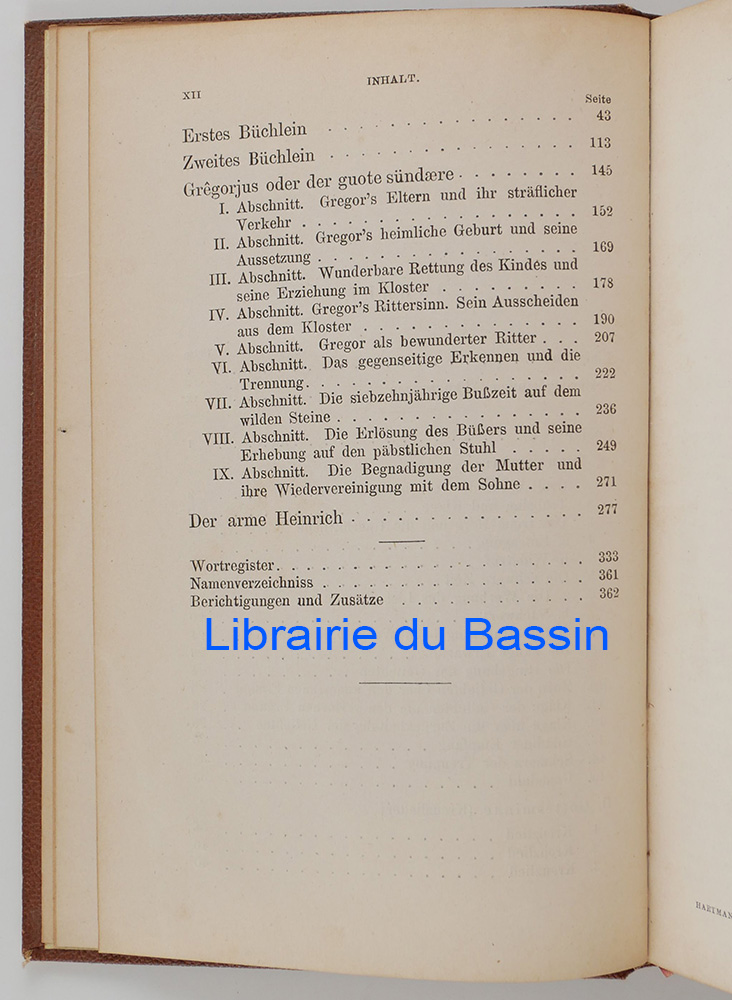 XII
INHALT.
Seite
Erstes Büchlein . . . . . . . . . . . . . . . 43
Zweites Büchlein . . . . . . . . . . . . . . . 113
Grêgorjus oder der guote sündære . . . . . . . . 145
I. Abschnitt. Gregor's Eltern und ihr sträflicher
Verkehr . . . . . . . . . . . . . . . . . 152
II. Abschnitt. Gregor's heimliche Geburt und seine
Aussetzung . . . . . . . . . . . . . . . . 169
III. Abschnitt. Wunderbare Rettung des Kindes und
seine Erziehung im Kloster . . . . . . . . . 178
IV. Abschnitt. Gregor's Rittersinn. Sein Ausscheiden
aus dem Kloster . . . . . . . . . . . . . . 190
V. Abschnitt. Gregor als bewunderter Ritter . . . 207
VI. Abschnitt. Das gegenseitige Erkennen und die
Trennung. . . . . . . . . . . . . . . . . 222
VII. Abschnitt. Die siebzehnjährige Bußzeit auf dem
wilden Steine . . . . . . . . . . . . . . . 236
VIII. Abschnitt. Die Erlösung des Büßers und seine
Erhebung auf den päbstlichen Stuhl . . . . . 249
IX. Abschnitt. Die Begnadigung der Mutter und
ihre Wiedervereinigung mit dem Sohne . . . . 271
Der arme Heinrich . . . . . . . . . . . . . . . 277
Wortregister. . . . . . . . . . . . . . . . . . . 333
Namenverzeichniss . . . . . . . . . . . . . . . . 361
Berichtigungen und Zusätze . . . . . . . . . . . . 362
Librairie du Bassin